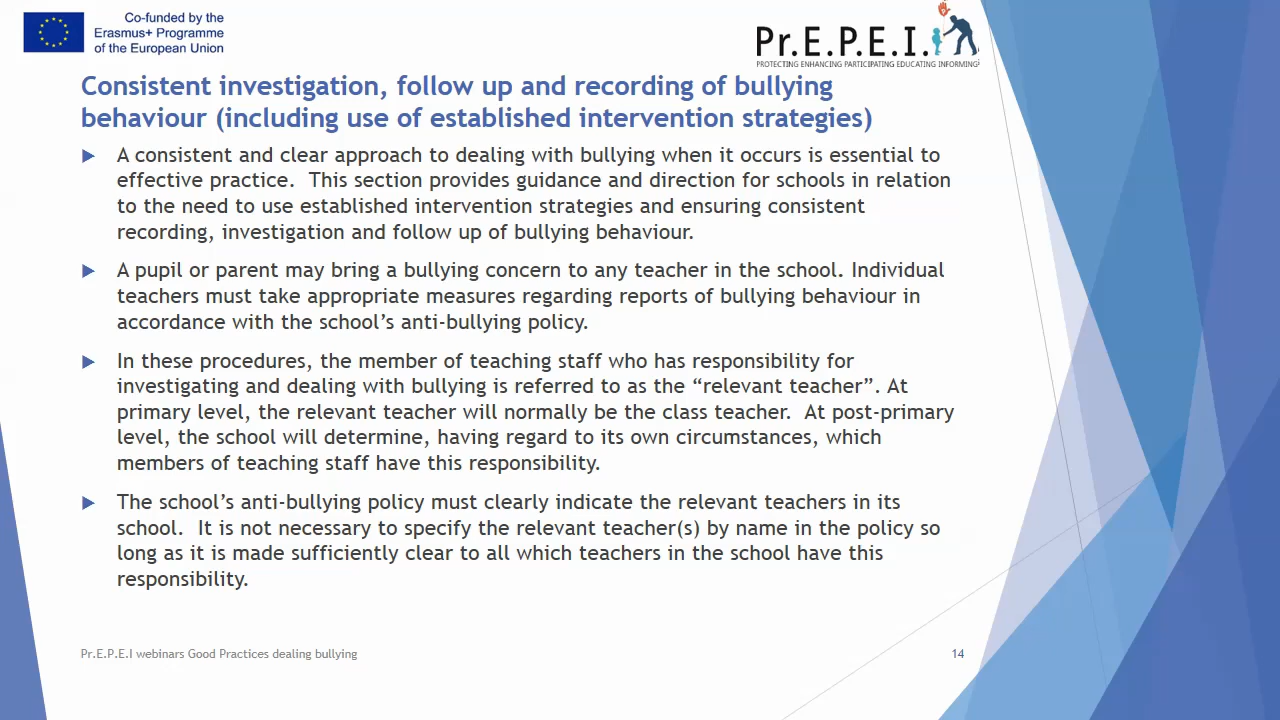 Co-funded by the
Erasmus+ Programme
of the European Union
Pr.E.P.E.I.
PROTECTING ENHANCING PARTICIPATING EDUCATING INFORMING
Consistent investigation, follow up and recording of bullying
behaviour (including use of established intervention strategies)
A consistent and clear approach to dealing with bullying when it occurs is essential to
effective practice.  This section provides guidance and direction for schools in relation
to the need to use established intervention strategies and ensuring consistent
recording, investigation and follow up of bullying behaviour.
A pupil or parent may bring a bullying concern to any teacher in the school. Individual
teachers must take appropriate measures regarding reports of bullying behaviour in
accordance with the school’s anti-bullying policy.
In these procedures, the member of teaching staff who has responsibility for
investigating and dealing with bullying is referred to as the “relevant teacher”. At
primary level, the relevant teacher will normally be the class teacher.  At post-primary
level, the school will determine, having regard to its own circumstances, which
members of teaching staff have this responsibility.
The school’s anti-bullying policy must clearly indicate the relevant teachers in its
school.  It is not necessary to specify the relevant teacher(s) by name in the policy so
long as it is made sufficiently clear to all which teachers in the school have this
responsibility.
Pr.E.P.E.I webinars Good Practices dealing bullying
14